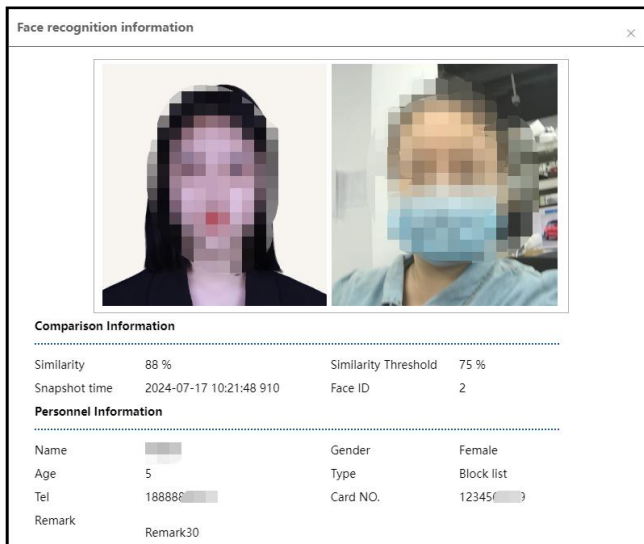 Face recognition information
Comparison Information
Similarity 88 % Similarity Threshold 75 %
Snapshot time 2024-07-17 10:21:48 910 Face ID 2
Personnel Information
Name Gender Female
Age 5 Type Block list
Tel 188888 Card NO. 12345 9
Remark
Remark30